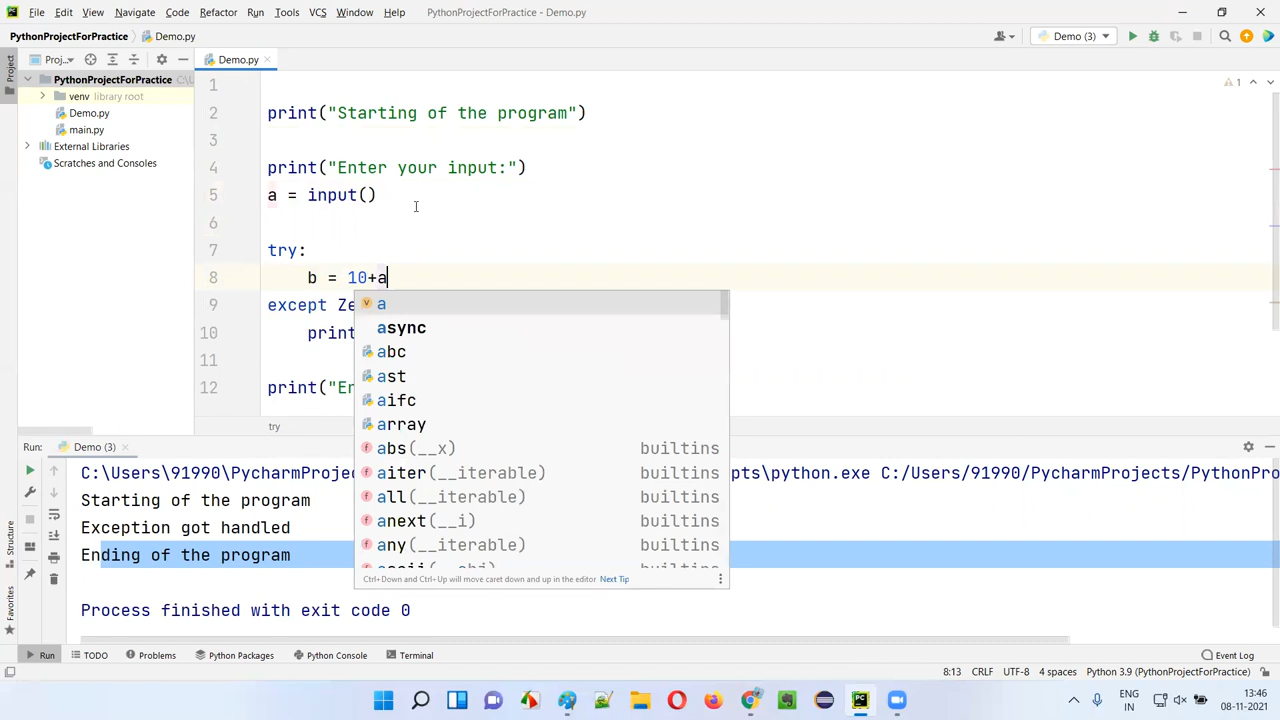 File Edit View Navigate Code Refactor Run Tools VCS Window Help PythonProjectForPractice - Demo.py
PythonProjectForPractice Demo.py Demo (3)
Project
Proj... Demo.py
PythonProjectForPractice C:\
venv library root
Demo.py
main.py
External Libraries
Scratches and Consoles
1
2 print("Starting of the program")
3
4 print("Enter your input:")
5 a = input()
6
7 try:
8 b = 10+a
9 except Ze
10 print
11
12 print("En
1
a
async
abc
ast
aifc
array
abs(__x) builtins
aiter(__iterable) builtins
all(__iterable) builtins
anext(__i) builtins
any(__iterable) builtins
Ctrl+Down and Ctrl+Up will move caret down and up in the editor Next Tip
try
Run: Demo (3)
C:\Users\91990\PycharmProje pts\python.exe C:/Users/91990/PycharmProjects/PythonPro
Starting of the program
Exception got handled
Ending of the program
Process finished with exit code 0
Structure
Favorites
Run TODO Problems Python Packages Python Console Terminal Event Log
8:13 CRLF UTF-8 4 spaces Python 3.9 (PythonProjectForPractice)
ENG
IN
13:46
08-11-2021